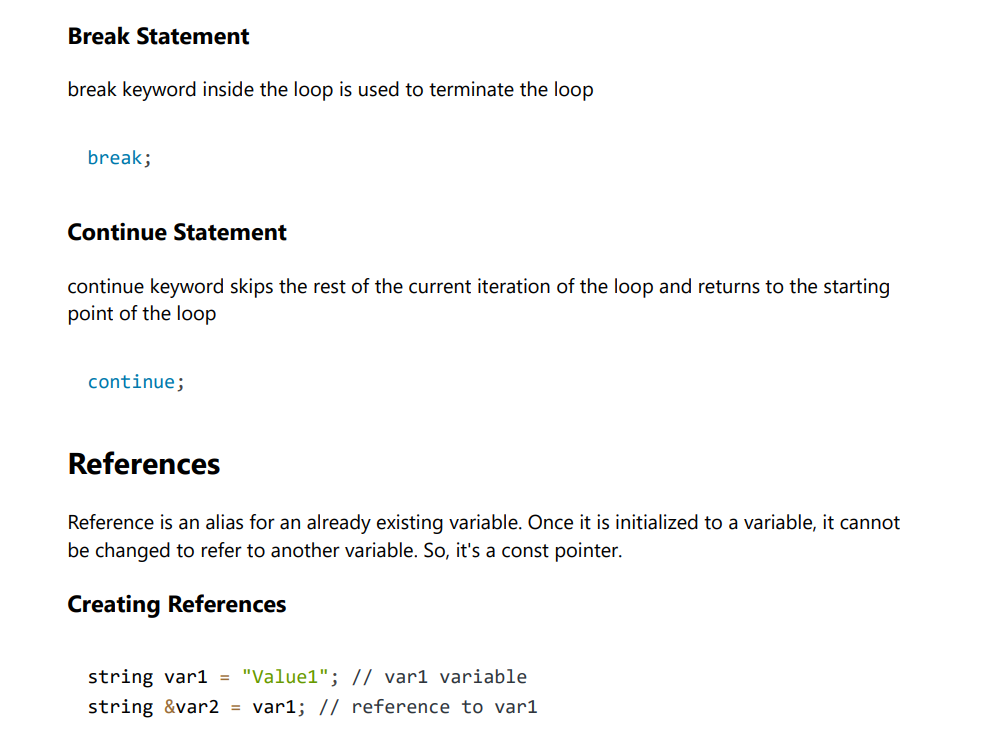 Break Statement
break keyword inside the loop is used to terminate the loop
break;
Continue Statement
continue keyword skips the rest of the current iteration of the loop and returns to the starting
point of the loop
continue;
References
Reference is an alias for an already existing variable. Once it is initialized to a variable, it cannot
be changed to refer to another variable. So, it's a const pointer.
Creating References
string var1 = "Value1"; // var1 variable
string &var2 = var1; // reference to var1